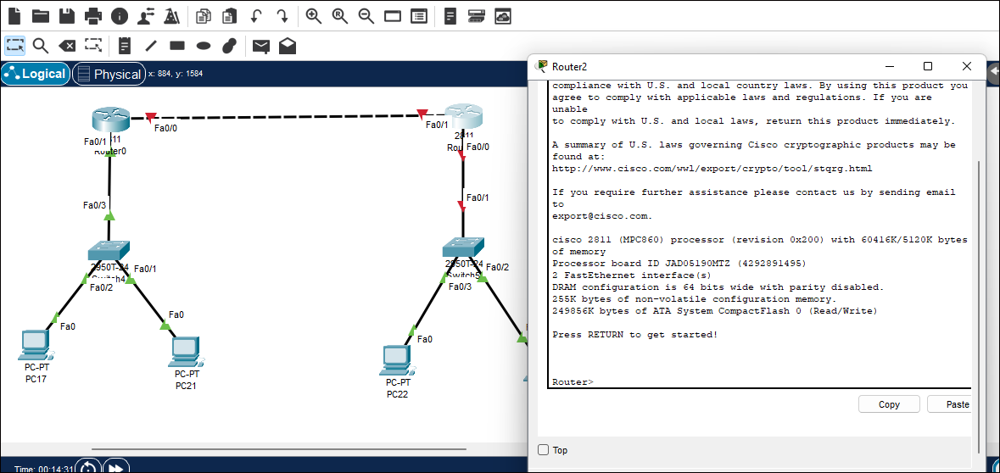 Logical
Physical
x: 884, y: 1584
Fa0/0
Fa0/1
Router0
Fa0/3
2950T-24
Fa0/1
Fa0/2
Fa0
Fa0
PC-PT
PC17
PC-PT
PC21
Fa0/1
2811
Fa0/0
Fa0/1
2950T-24
Switch5
Fa0/2
Fa0/3
Fa0
PC-PT
PC22
Time: 00:14:31
Router2
compliance with U.S. and local country laws. By using this product you
agree to comply with applicable laws and regulations. If you are
unable
to comply with U.S. and local laws, return this product immediately.
A summary of U.S. laws governing Cisco cryptographic products may be
found at:
http://www.cisco.com/wwl/export/crypto/tool/stqrg.html
If you require further assistance please contact us by sending email
to
export@cisco.com.
cisco 2811 (MPC860) processor (revision 0x200) with 60416K/5120K bytes
of memory
Processor board ID JAD05190MTZ (4292891495)
2 FastEthernet interface(s)
DRAM configuration is 64 bits wide with parity disabled.
255K bytes of non-volatile configuration memory.
249856K bytes of ATA System CompactFlash 0 (Read/Write)
Press RETURN to get started!
Router>
Copy
Paste
Top